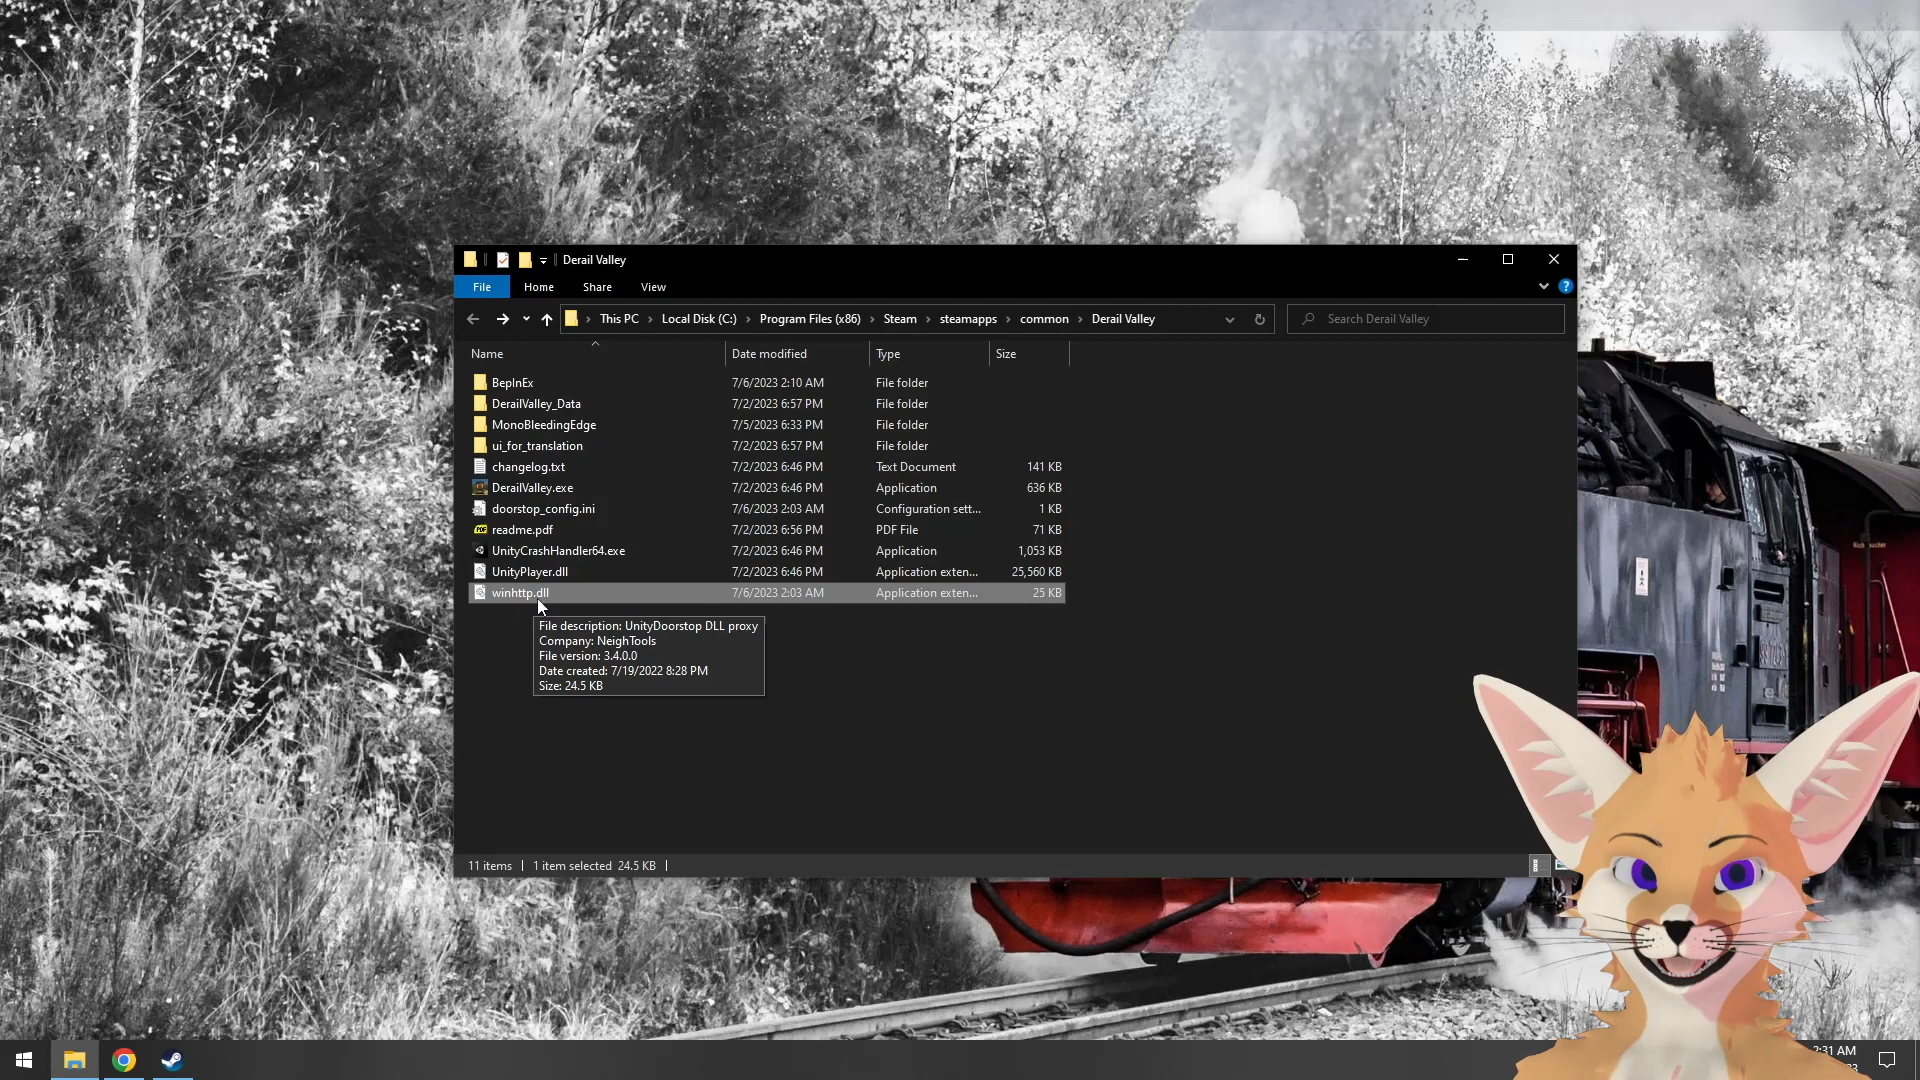 Derail Valley
File Home Share View
This PC Local Disk (C:) Program Files (x86) Steam steamapps common Derail Valley Search Derail Valley
Name Date modified Type Size
BepInEx 7/6/2023 2:10 AM File folder
DerailValley_Data 7/2/2023 6:57 PM File folder
MonoBleedingEdge 7/5/2023 6:33 PM File folder
ui_for_translation 7/2/2023 6:57 PM File folder
changelog.txt 7/2/2023 6:46 PM Text Document 141 KB
DerailValley.exe 7/2/2023 6:46 PM Application 636 KB
doorstop_config.ini 7/6/2023 2:03 AM Configuration sett... 1 KB
readme.pdf 7/2/2023 6:56 PM PDF File 71 KB
UnityCrashHandler64.exe 7/2/2023 6:46 PM Application 1,053 KB
UnityPlayer.dll 7/2/2023 6:46 PM Application exten... 25,560 KB
winhttp.dll 7/6/2023 2:03 AM Application exten... 25 KB
File description: UnityDoorstop DLL proxy
Company: NeighTools
File version: 3.4.0.0
Date created: 7/19/2022 8:28 PM
Size: 24.5 KB
11 items 1 item selected 24.5 KB
2:31 AM